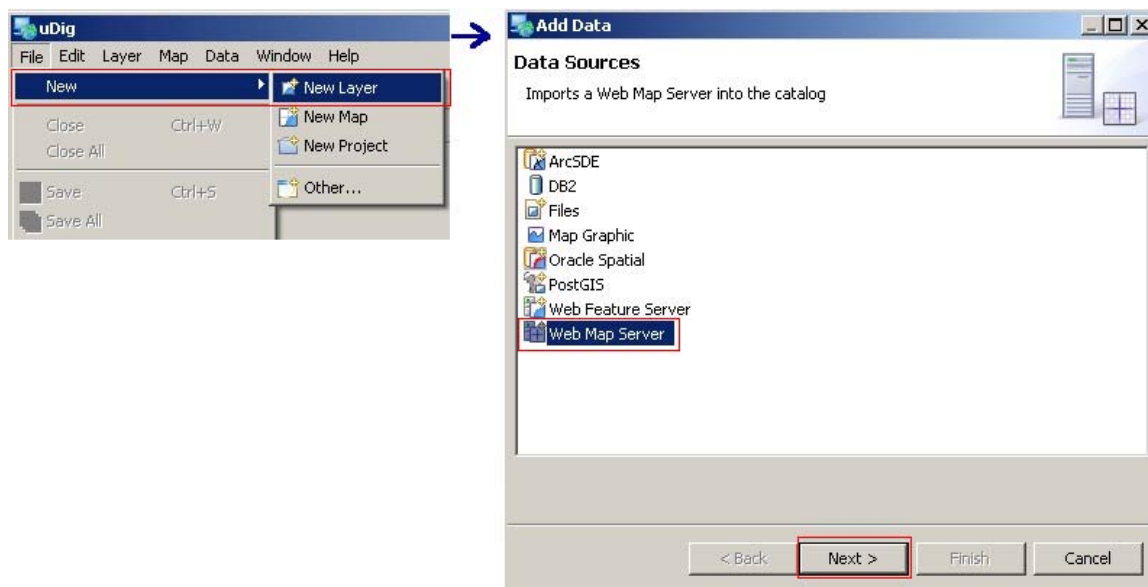 uDig
File Edit Layer Map Data Window Help
New
New Layer
New Map
New Project
Other...
Close Ctrl+W
Close All
Save Ctrl+S
Save All
Add Data
Data Sources
Imports a Web Map Server into the catalog
ArcSDE
DB2
Files
Map Graphic
Oracle Spatial
PostGIS
Web Feature Server
Web Map Server
< Back Next > Finish Cancel